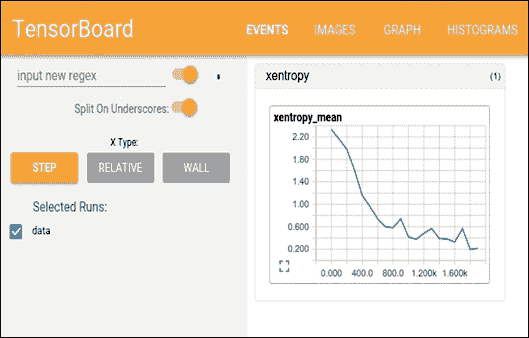 TensorBoard
EVENTS IMAGES GRAPH HISTOGRAMS
input new regex
Split On Underscores:
X Type:
STEP RELATIVE WALL
Selected Runs:
data
xentropy (1)
xentropy_mean
2.20
1.80
1.40
1.00
0.600
0.200
0.000 400.0 800.0 1.200k 1.600k